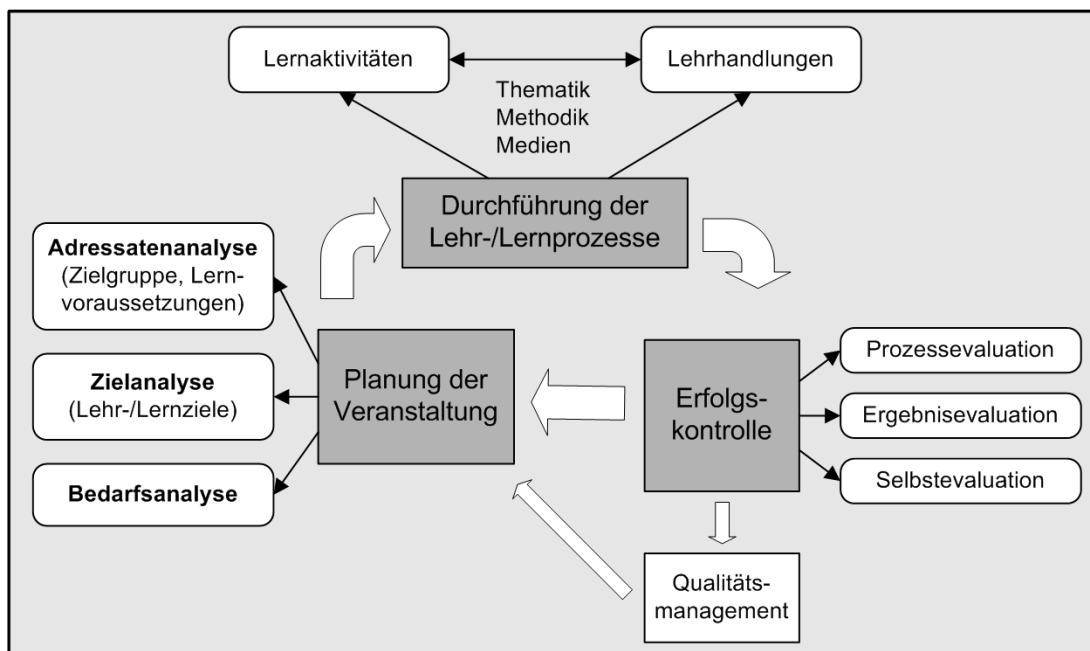 Lernaktivitäten
Lehrhandlungen
Thematik
Methodik
Medien
Durchführung der
Lehr-/Lernprozesse
Adressatenanalyse
(Zielgruppe, Lern-
voraussetzungen)
Zielanalyse
(Lehr-/Lernziele)
Bedarfsanalyse
Planung der
Veranstaltung
Erfolgs-
kontrolle
Prozessevaluation
Ergebnisevaluation
Selbstevaluation
Qualitäts-
management